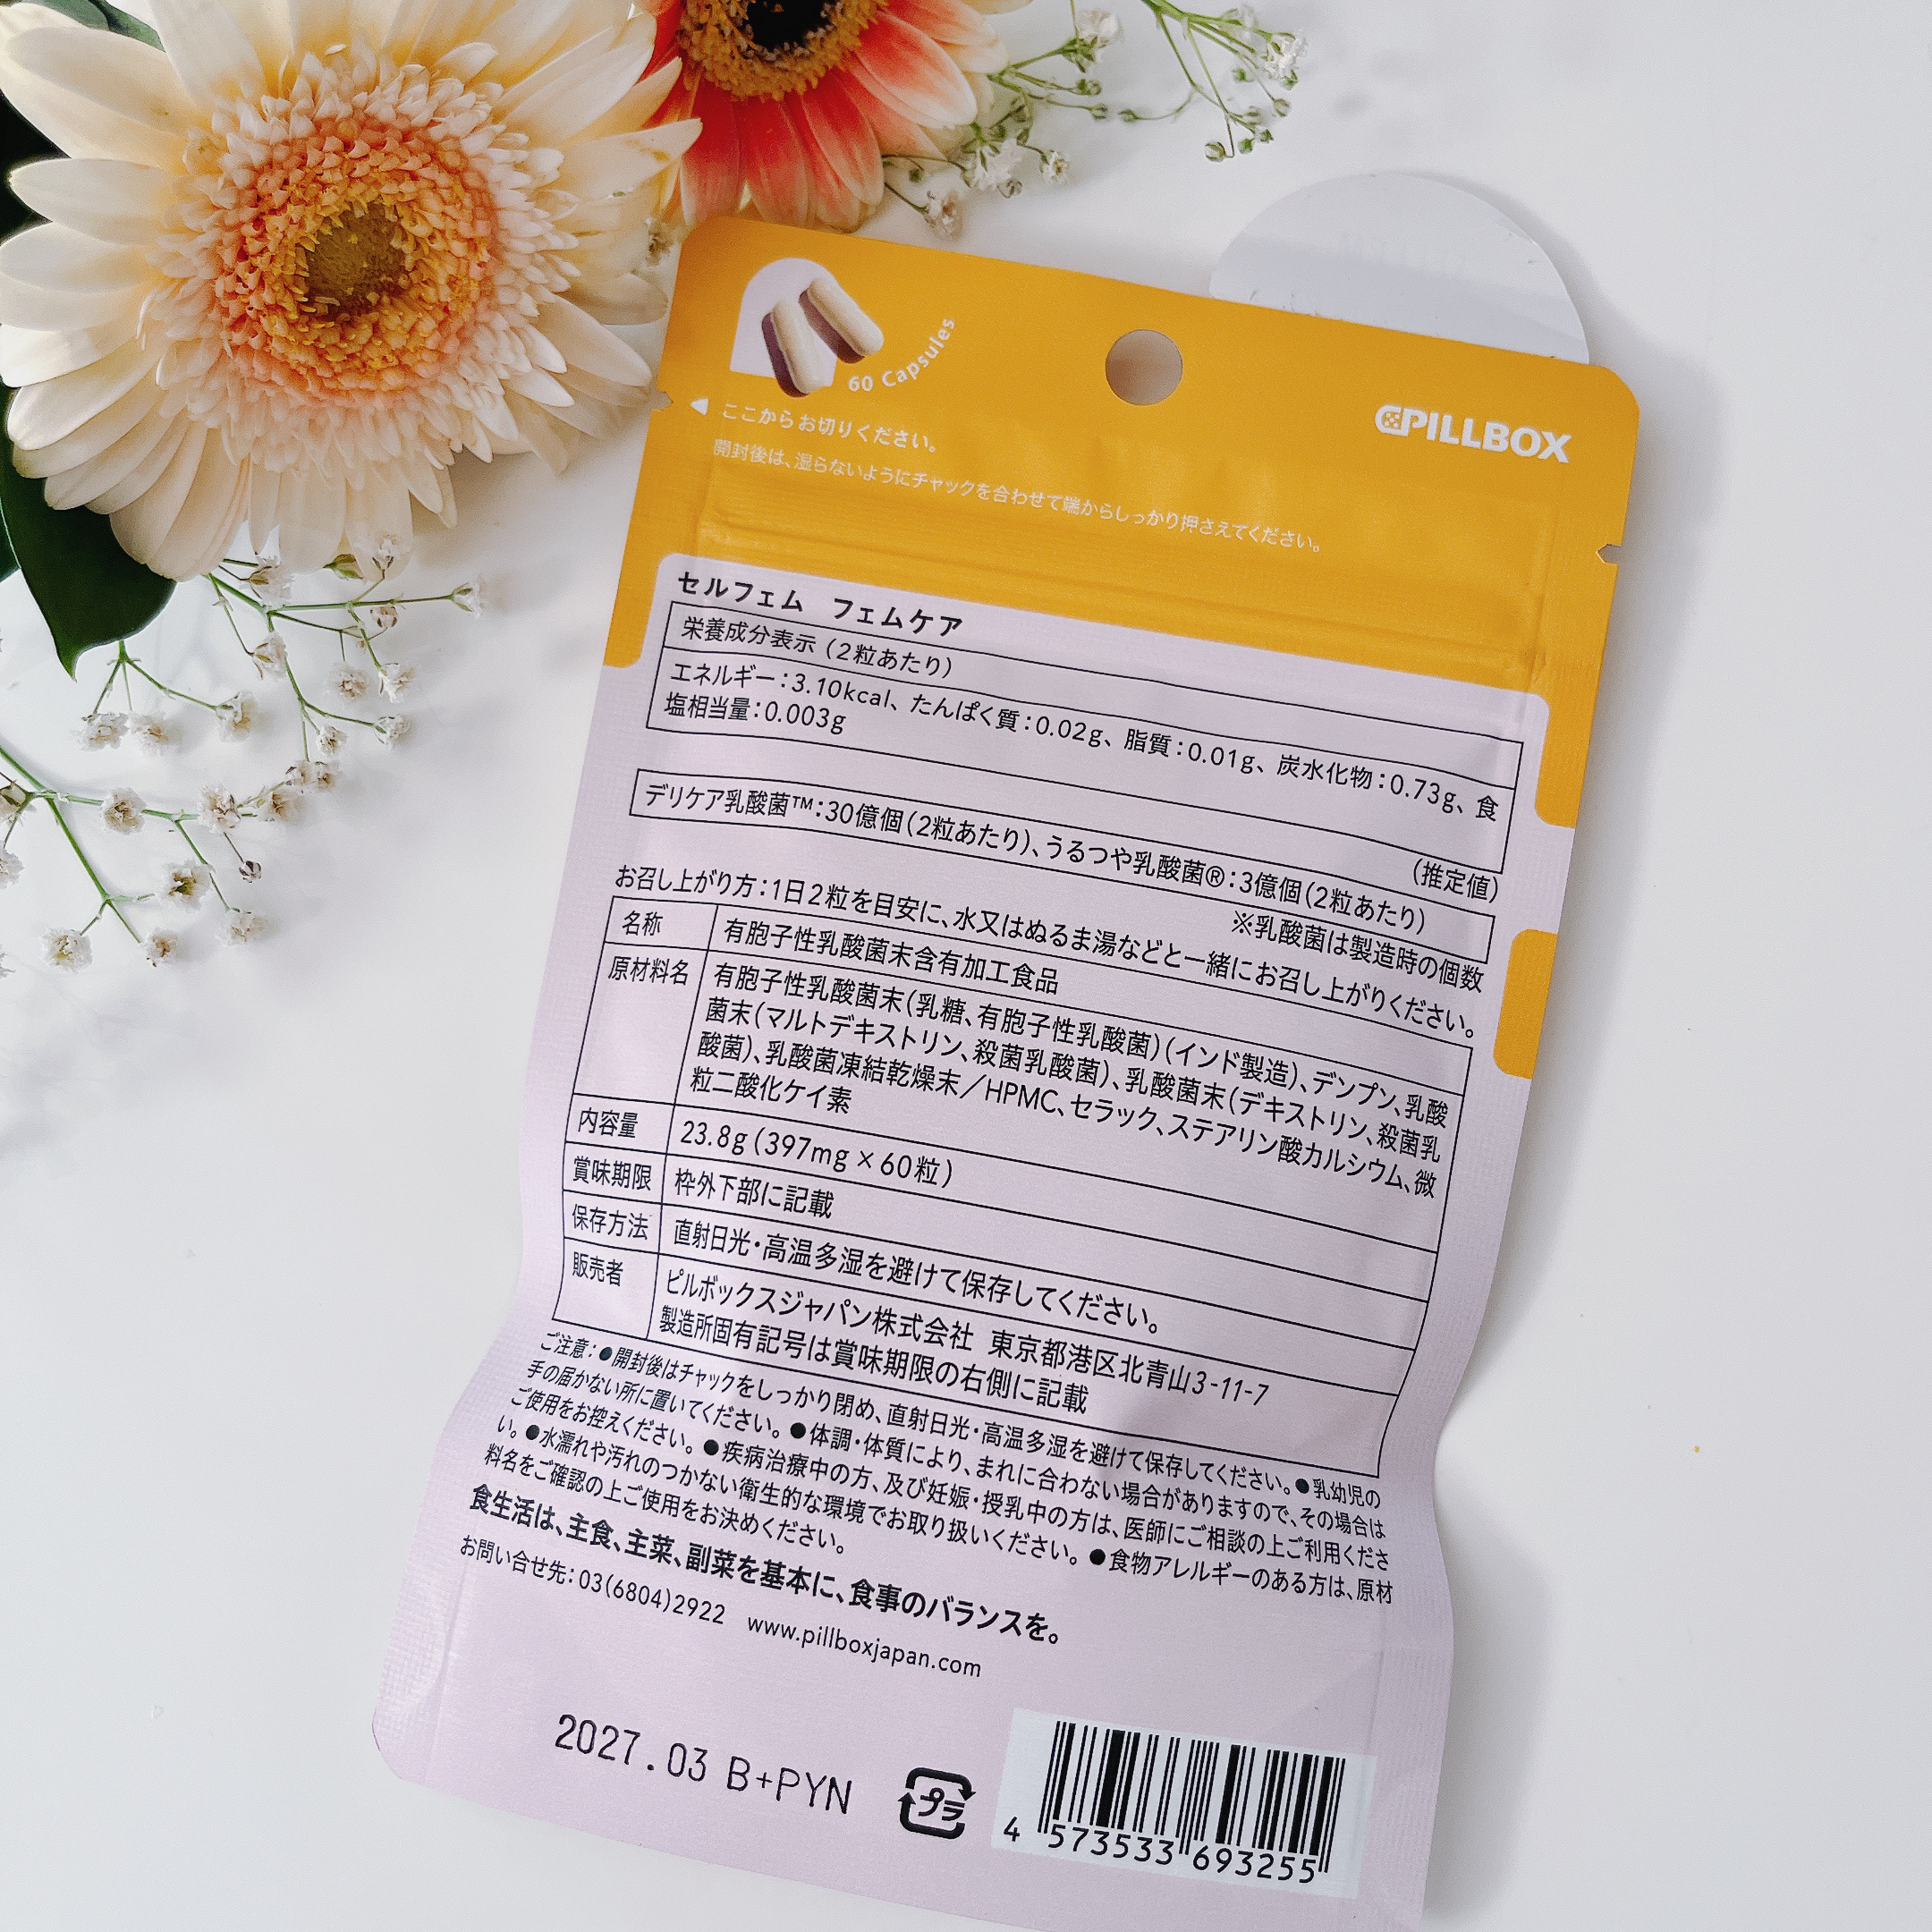 60 Capsules
PILLBOX
ここからお切りください。
開封後は、湿らないようにチャックを合わせて端からしっかり押さえてください。
セルフェム フェムケア
栄養成分表示(2粒あたり)
エネルギー:3.10kcal、たんぱく質:0.02g、脂質:0.01g、炭水化物:0.73g、食
塩相当量:0.003g
(推定値)
デリケア乳酸菌™:30億個(2粒あたり)、うるつや乳酸菌®:3億個(2粒あたり)
※乳酸菌は製造時の個数
お召し上がり方:1日2粒を目安に、水又はぬるま湯などと一緒にお召し上がりください。
名称 有胞子性乳酸菌末含有加工食品
原材料名 有胞子性乳酸菌末(乳糖、有胞子性乳酸菌)(インド製造)、デンプン、乳酸
菌末(マルトデキストリン、殺菌乳酸菌)、乳酸菌末(デキストリン、殺菌乳
酸菌)、乳酸菌凍結乾燥末/HPMC、セラック、ステアリン酸カルシウム、微
粒二酸化ケイ素
内容量 23.8g(397mg×60粒)
賞味期限 枠外下部に記載
保存方法 直射日光・高温多湿を避けて保存してください。
販売者 ピルボックスジャパン株式会社 東京都港区北青山3-11-7
製造所固有記号は賞味期限の右側に記載
ご注意:●開封後はチャックをしっかり閉め、直射日光・高温多湿を避けて保存してください。●乳幼児の
手の届かない所に置いてください。●体調・体質により、まれに合わない場合がありますので、その場合は
ご使用をお控えください。●疾病治療中の方、及び妊娠・授乳中の方は、医師にご相談の上ご利用くださ
い。●水濡れや汚れのつかない衛生的な環境でお取り扱いください。●食物アレルギーのある方は、原材
料名をご確認の上ご使用をお決めください。
食生活は、主食、主菜、副菜を基本に、食事のバランスを。
お問い合せ先:03(6804)2922 www.pillboxjapan.com
2027.03 B+PYN
プラ
4 573533 693255